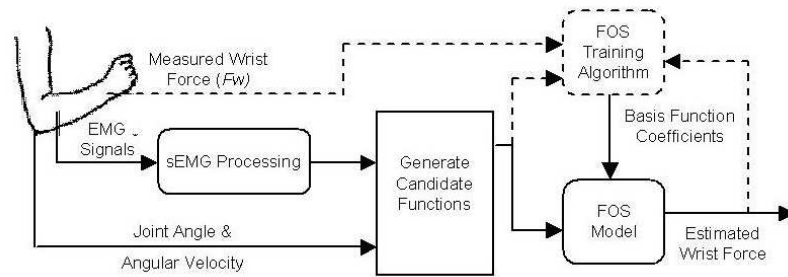 Measured Wrist
Force (Fw)
FOS
Training
Algorithm
EMG
Signals
sEMG Processing
Generate
Candidate
Functions
Basis Function
Coefficients
FOS
Model
Joint Angle &
Angular Velocity
Estimated
Wrist Force